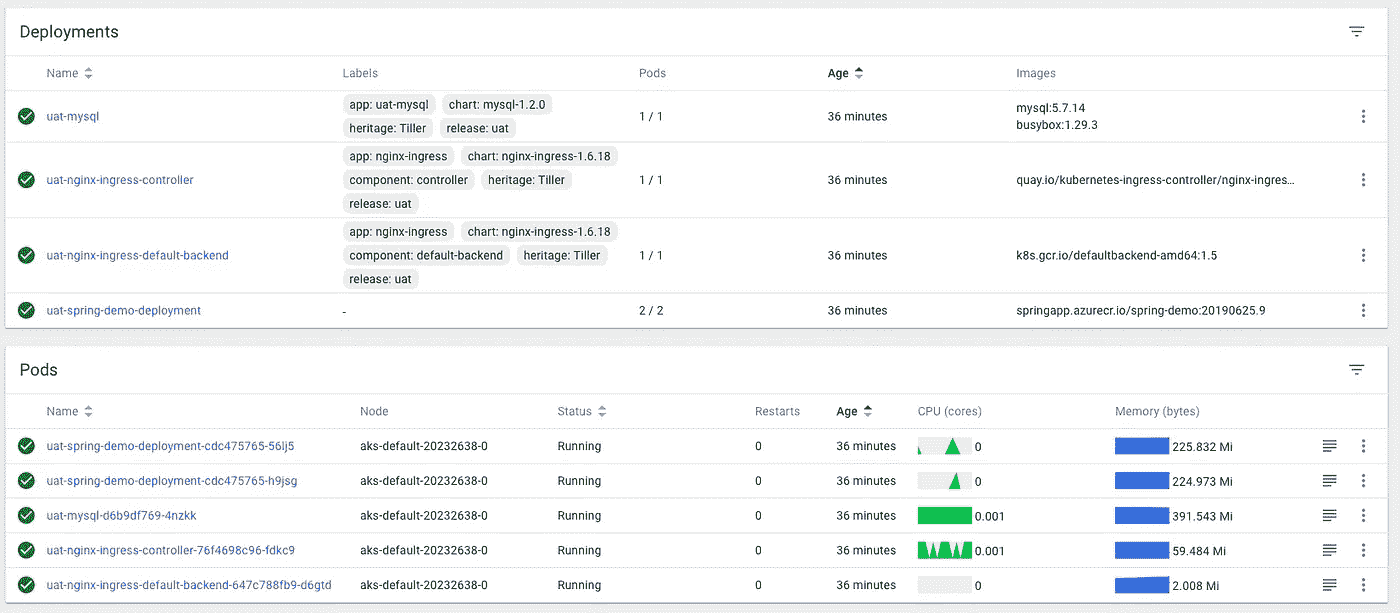 Deployments
Name Labels Pods Age Images
uat-mysql
app: uat-mysql chart: mysql-1.2.0
heritage: Tiller release: uat
1 / 1
36 minutes
mysql:5.7.14
busybox:1.29.3
uat-nginx-ingress-controller
app: nginx-ingress chart: nginx-ingress-1.6.18
component: controller heritage: Tiller
release: uat
1 / 1
36 minutes
quay.io/kubernetes-ingress-controller/nginx-ingres...
uat-nginx-ingress-default-backend
app: nginx-ingress chart: nginx-ingress-1.6.18
component: default-backend heritage: Tiller
release: uat
1 / 1
36 minutes
k8s.gcr.io/defaultbackend-amd64:1.5
uat-spring-demo-deployment - 2 / 2 36 minutes springapp.azurecr.io/spring-demo:20190625.9
Pods
Name Node Status Restarts Age CPU (cores) Memory (bytes)
uat-spring-demo-deployment-cdc475765-56lj5 aks-default-20232638-0 Running 0 36 minutes 0 225.832 Mi
uat-spring-demo-deployment-cdc475765-h9jsg aks-default-20232638-0 Running 0 36 minutes 0 224.973 Mi
uat-mysql-d6b9df769-4nzkk aks-default-20232638-0 Running 0 36 minutes 0.001 391.543 Mi
uat-nginx-ingress-controller-76f4698c96-fdkc9 aks-default-20232638-0 Running 0 36 minutes 0.001 59.484 Mi
uat-nginx-ingress-default-backend-647c788fb9-d6gtd aks-default-20232638-0 Running 0 36 minutes 0 2.008 Mi